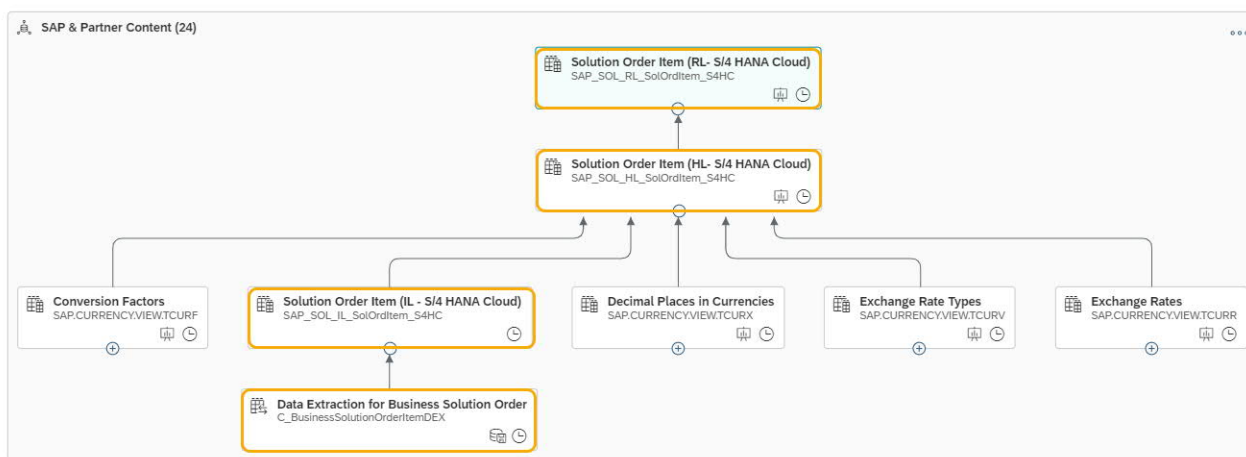 SAP & Partner Content (24)
Solution Order Item (RL- S/4 HANA Cloud)
SAP_SOL_RL_SolOrdItem_S4HC
Solution Order Item (HL- S/4 HANA Cloud)
SAP_SOL_HL_SolOrdItem_S4HC
Conversion Factors
SAP.CURRENCY.VIEW.TCURF
Solution Order Item (IL - S/4 HANA Cloud)
SAP_SOL_IL_SolOrdItem_S4HC
Decimal Places in Currencies
SAP.CURRENCY.VIEW.TCURX
Exchange Rate Types
SAP.CURRENCY.VIEW.TCURV
Exchange Rates
SAP.CURRENCY.VIEW.TCURR
Data Extraction for Business Solution Order
C_BusinessSolutionOrderItemDEX